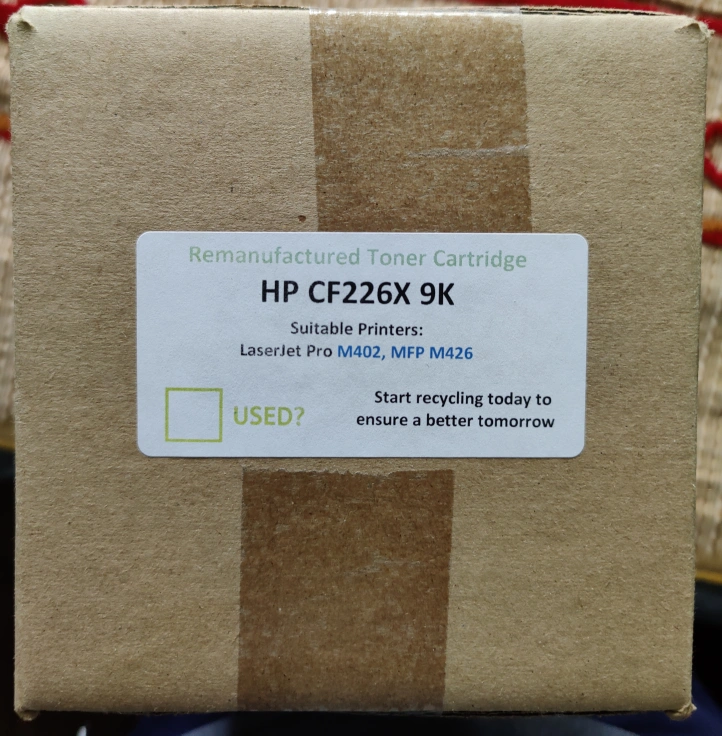 Remanufactured Toner Cartridge
HP CF226X 9K
Suitable Printers:
LaserJet Pro M402, MFP M426
USED?
Start recycling today to
ensure a better tomorrow